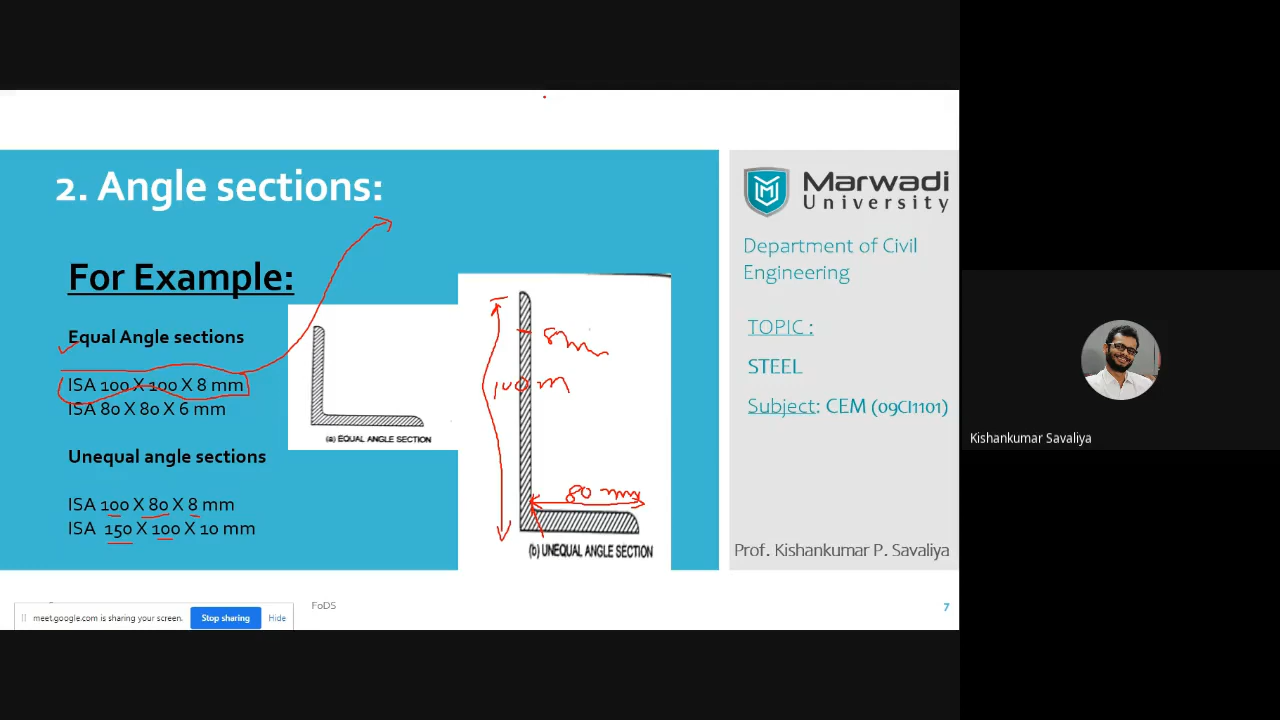 2. Angle sections:
For Example:
Equal Angle sections
ISA 100 X 100 X 8 mm
ISA 80 X 80 X 6 mm
Unequal angle sections
ISA 100 X 80 X 8 mm
ISA 150 X 100 X 10 mm
(a) EQUAL ANGLE SECTION
8mm
100 m
80 mm
(b) UNEQUAL ANGLE SECTION
Marwadi
University
Department of Civil
Engineering
TOPIC :
STEEL
Subject: CEM (09CI1101)
Prof. Kishankumar P. Savaliya
FoDS
7
meet.google.com is sharing your screen.
Stop sharing
Hide
Kishankumar Savaliya